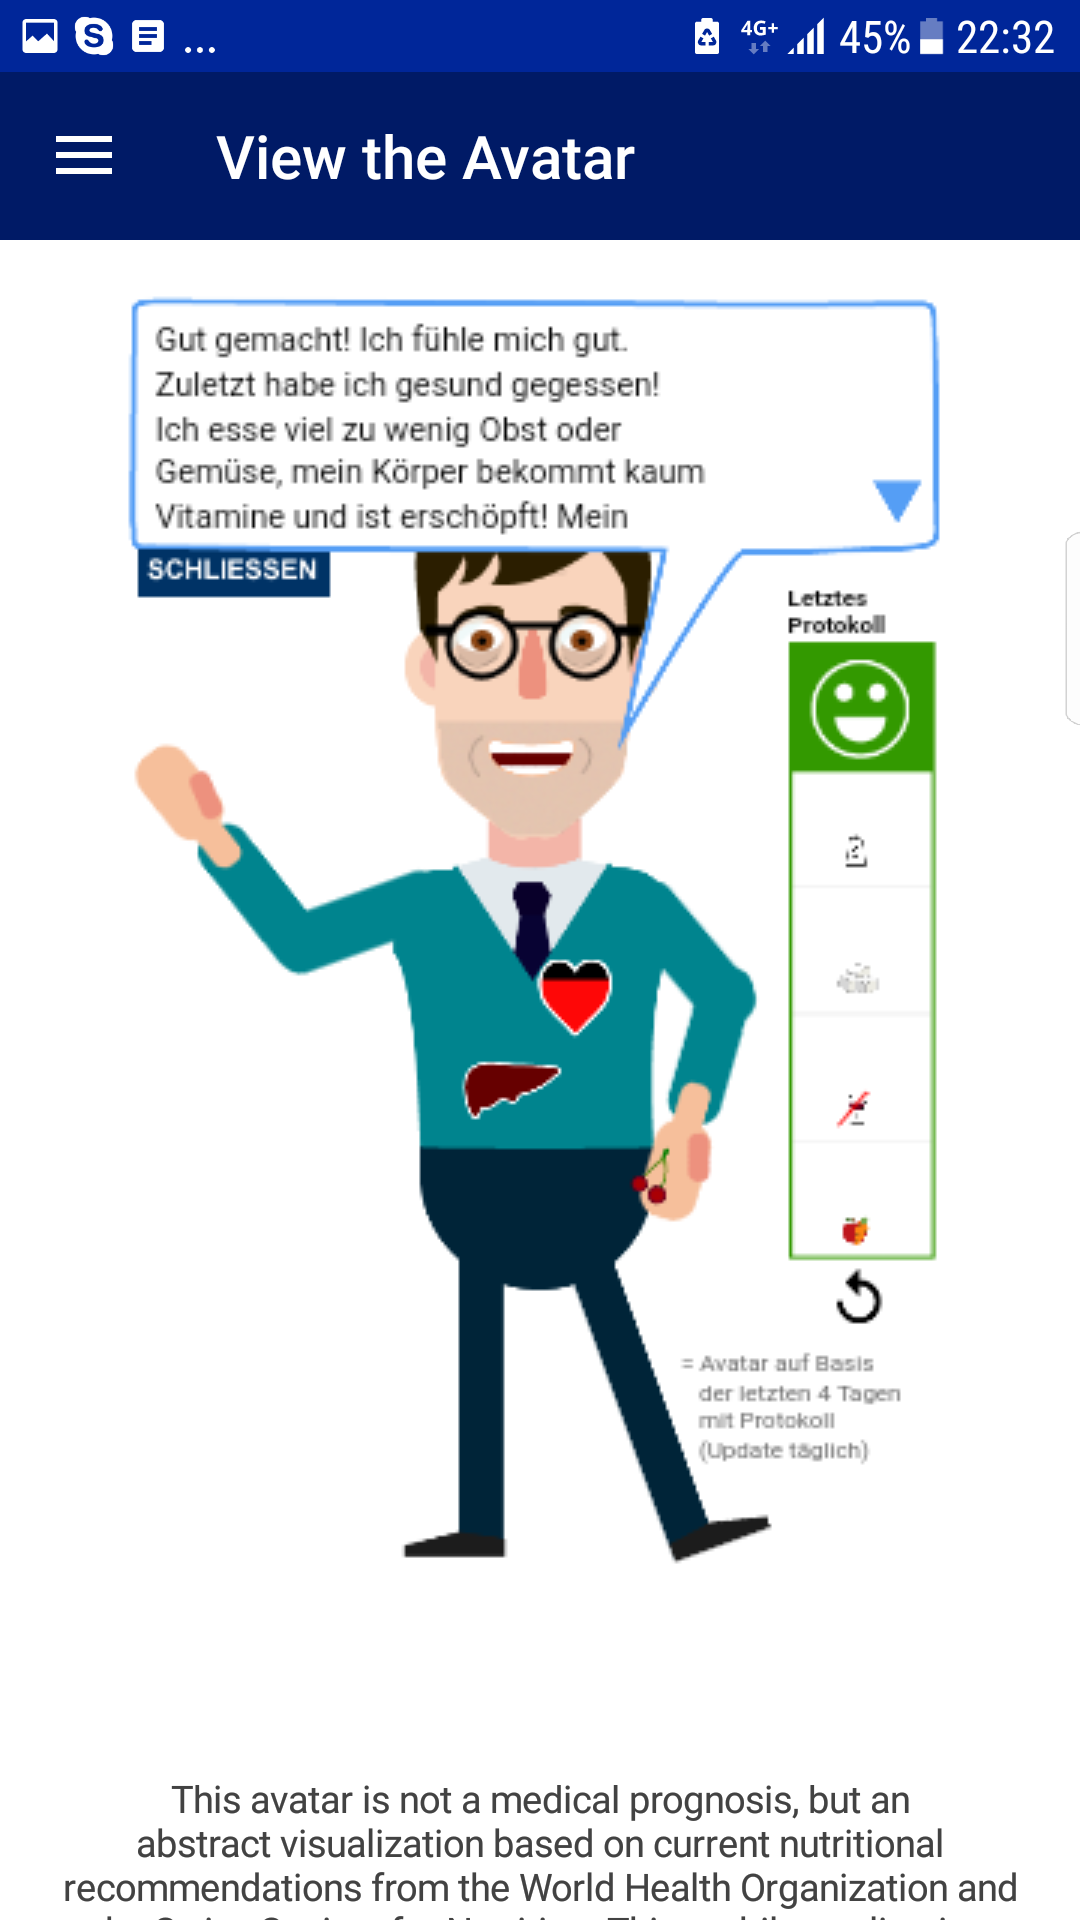 ... 4G+ 45% 22:32
View the Avatar
Gut gemacht! Ich fühle mich gut.
Zuletzt habe ich gesund gegessen!
Ich esse viel zu wenig Obst oder
Gemüse, mein Körper bekommt kaum
Vitamine und ist erschöpft! Mein
SCHLIESSEN
Letztes
Protokoll
= Avatar auf Basis
der letzten 4 Tagen
mit Protokoll
(Update täglich)
This avatar is not a medical prognosis, but an
abstract visualization based on current nutritional
recommendations from the World Health Organization and